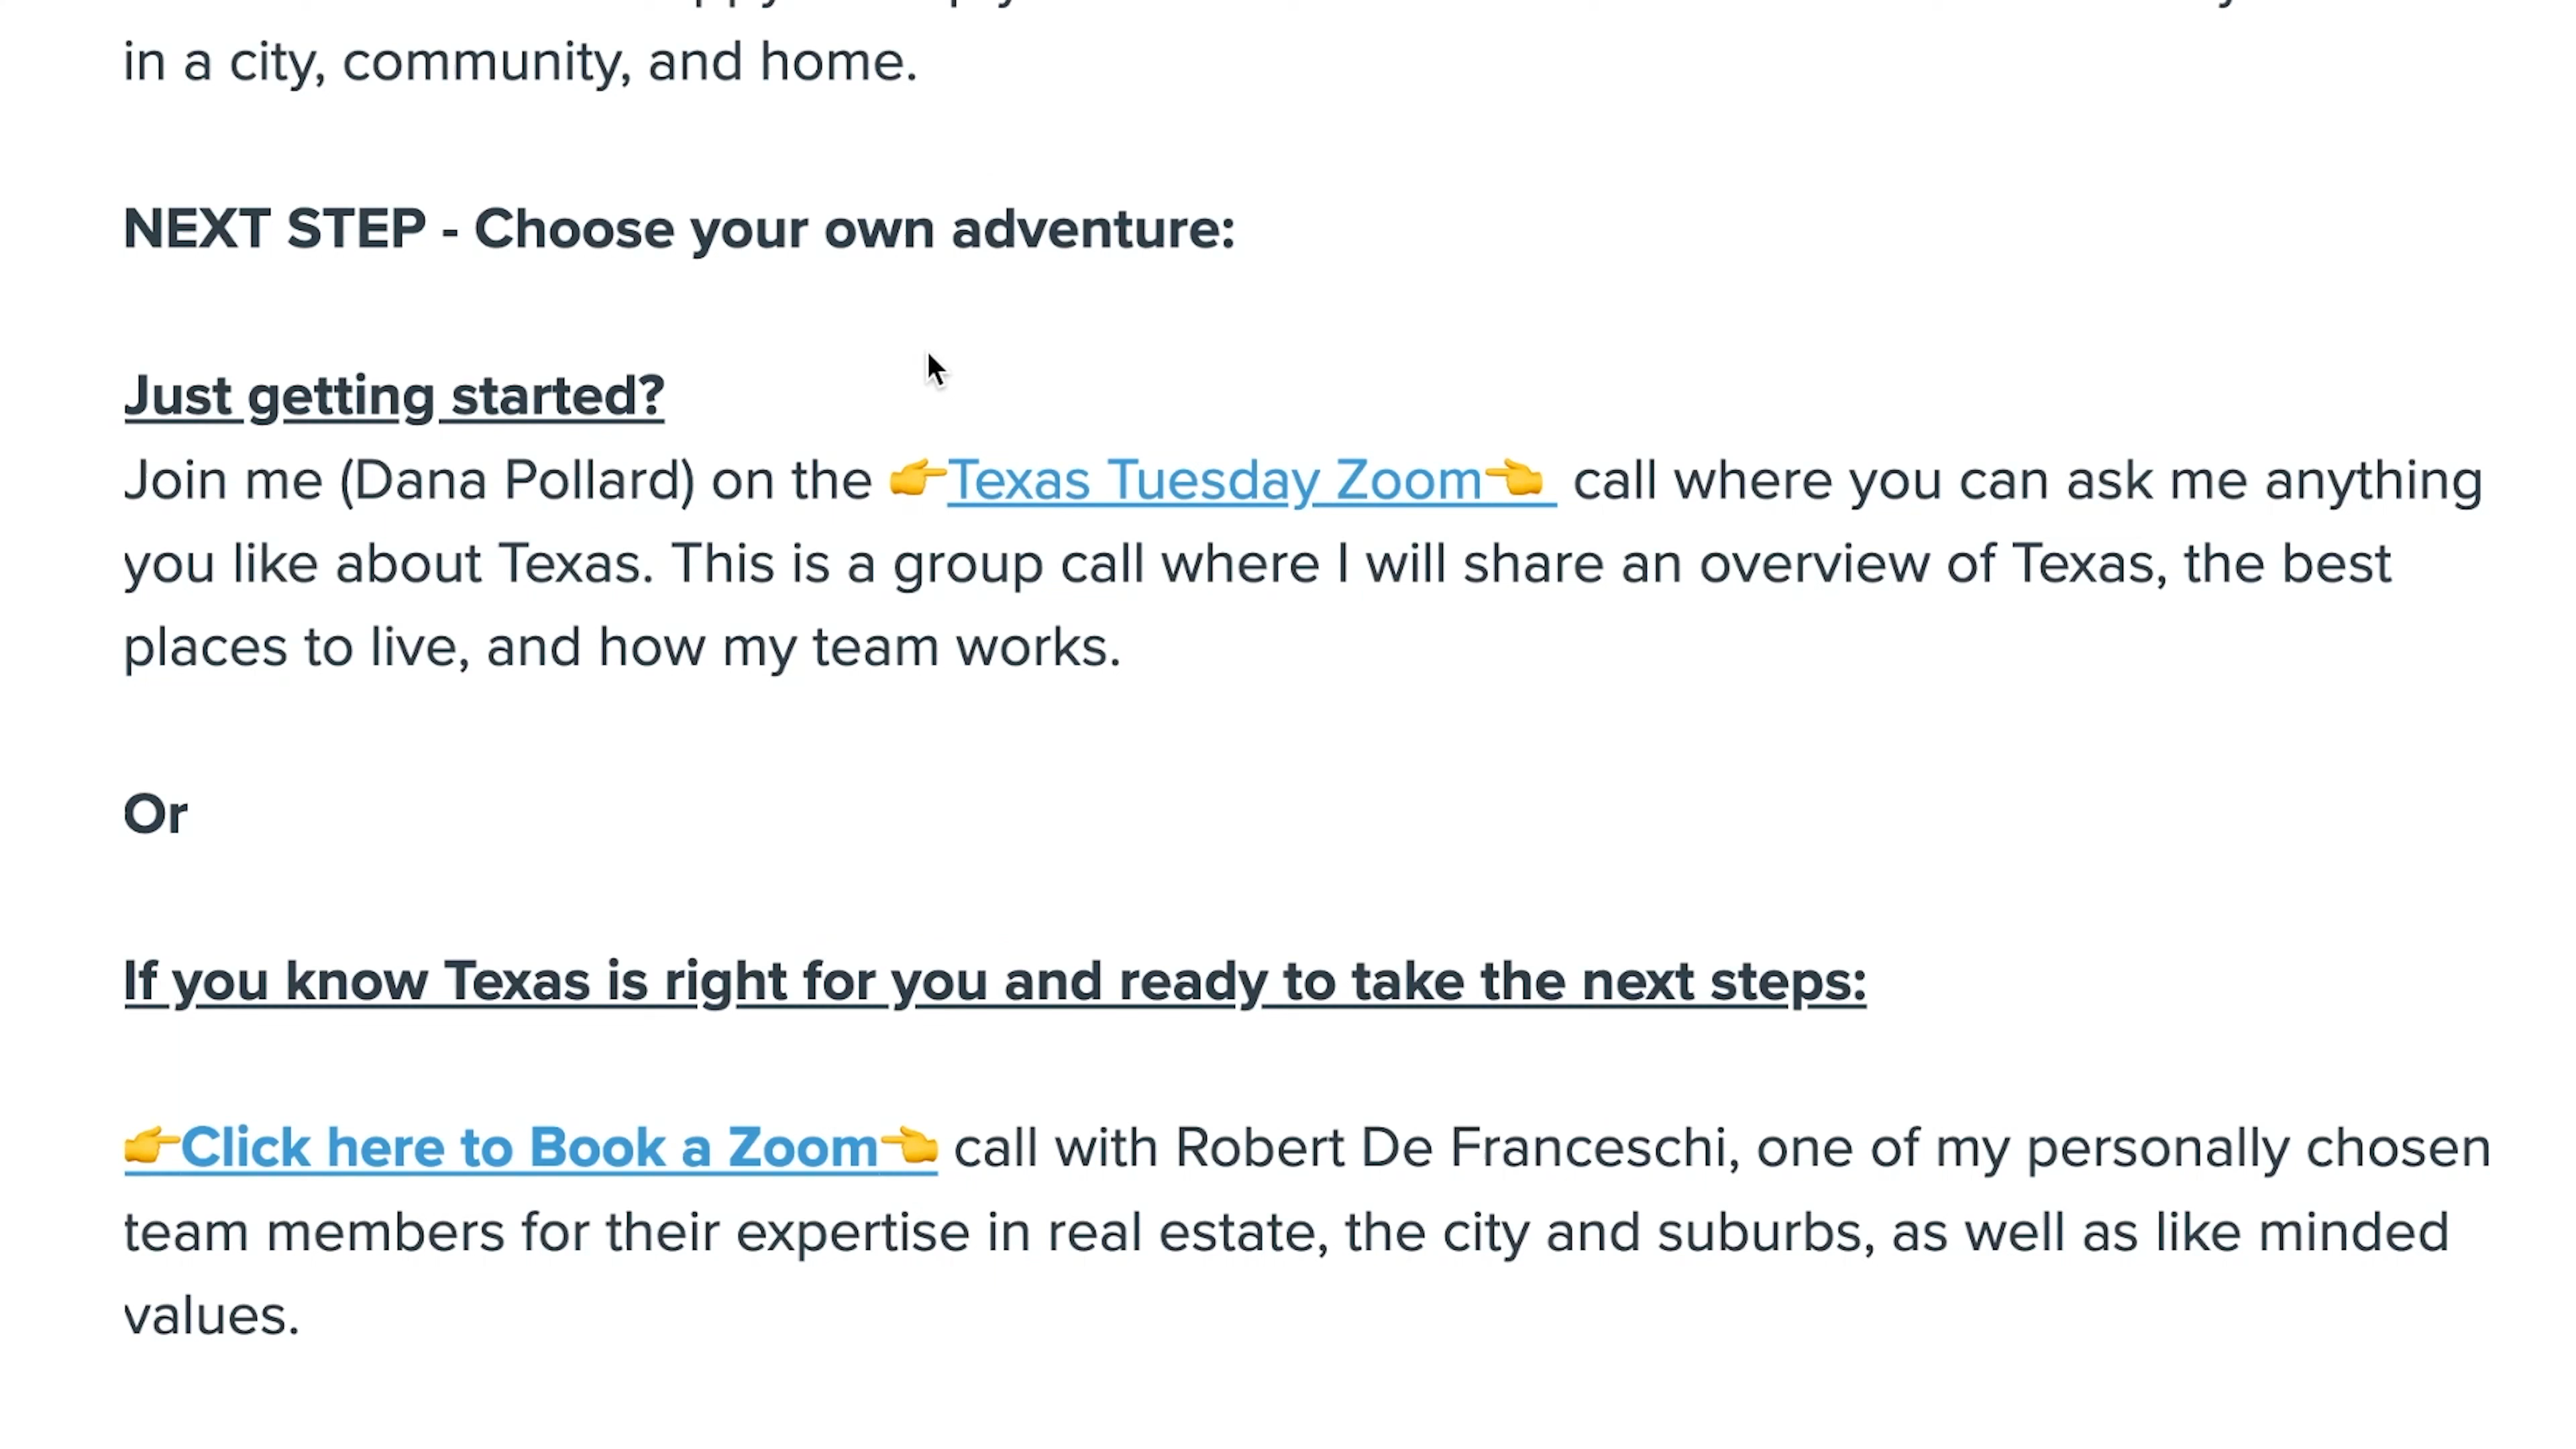 in a city, community, and home.
NEXT STEP - Choose your own adventure:
Just getting started?
Join me (Dana Pollard) on the 👉Texas Tuesday Zoom👈 call where you can ask me anything
you like about Texas. This is a group call where I will share an overview of Texas, the best
places to live, and how my team works.
Or
If you know Texas is right for you and ready to take the next steps:
👉Click here to Book a Zoom👈 call with Robert De Franceschi, one of my personally chosen
team members for their expertise in real estate, the city and suburbs, as well as like minded
values.